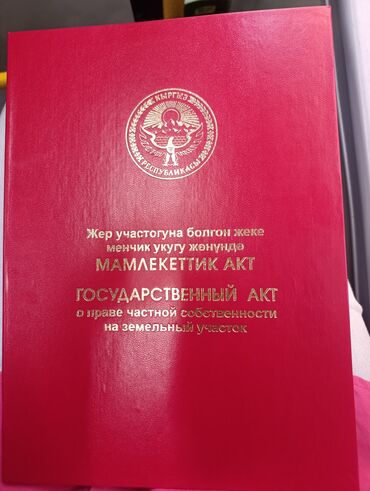 КЫРГЫЗ
РЕСПУБЛИКАСЫ
Жер участогуна болгон жеке
менчик укугу жөнүндө
МАМЛЕКЕТТИК АКТ
ГОСУДАРСТВЕННЫЙ АКТ
о праве частной собственности
на земельный участок